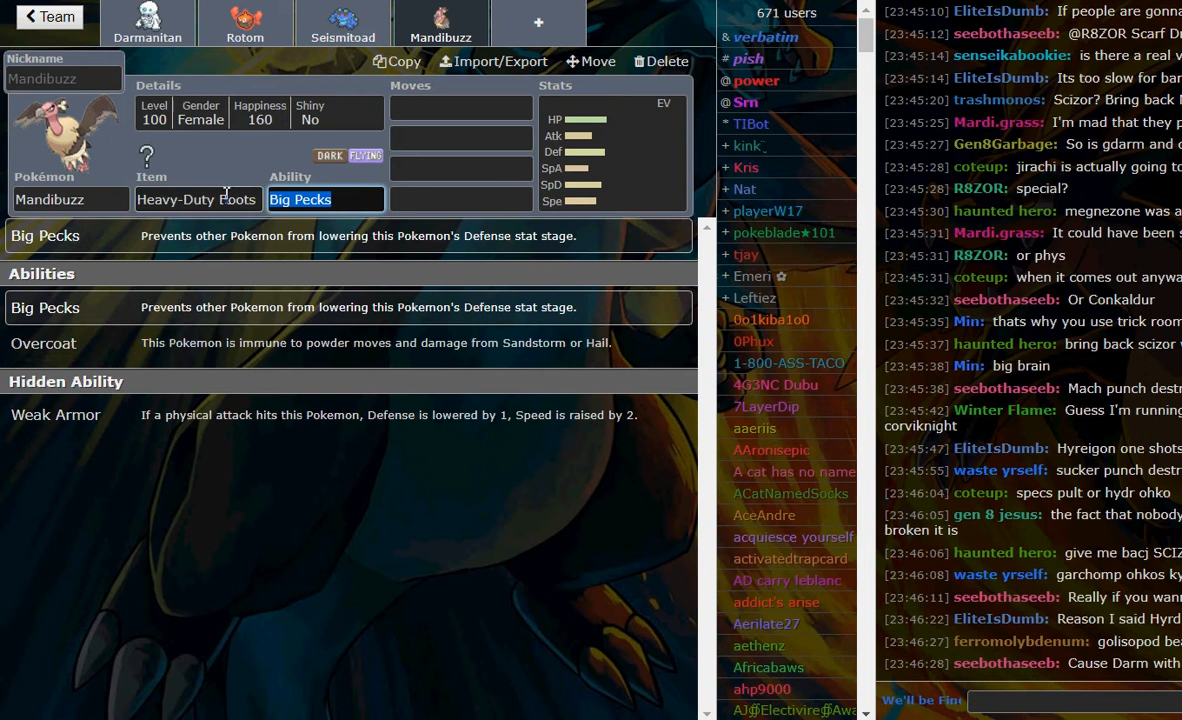 Team
Darmanitan
Rotom
Seismitoad
Mandibuzz
+
Copy
Import/Export
Move
Delete
Nickname
Mandibuzz
Details
Level
100
Gender
Female
Happiness
160
Shiny
No
DARK FLYING
Pokémon
Mandibuzz
Item
Heavy-Duty Boots
Ability
Big Pecks
Moves
Stats
EV
HP
Atk
Def
SpA
SpD
Spe
Big Pecks Prevents other Pokemon from lowering this Pokemon's Defense stat stage.
Abilities
Big Pecks Prevents other Pokemon from lowering this Pokemon's Defense stat stage.
Overcoat This Pokemon is immune to powder moves and damage from Sandstorm or Hail.
Hidden Ability
Weak Armor If a physical attack hits this Pokemon, Defense is lowered by 1, Speed is raised by 2.
671 users
& verbatim
# pish
@ power
@ Srn
* TIBot
+ kink
+ Kris
+ Nat
+ playerW17
+ pokeblade★101
+ tjay
+ Emeri ✿
+ Leftiez
0o1kiba1o0
0Phux
1-800-ASS-TACO
4G3NC Dubu
7LayerDip
aaeriis
AAronisepic
A cat has no name
ACatNamedSocks
AceAndre
acquiesce yourself
activatedtrapcard
AD carry leblanc
addict's arise
Aerilate27
aethenz
Africabaws
ahp9000
[23:45:10] EliteIsDumb: If people are gonna
[23:45:12] seebothaseeb: @R8ZOR Scarf D
[23:45:14] senseikabookie: is there a real v
[23:45:14] EliteIsDumb: Its too slow for ban
[23:45:20] trashmonos: Scizor? Bring back
[23:45:25] Mardi.grass: I'm mad that they p
[23:45:27] Gen8Garbage: So is gdarm and c
[23:45:28] coteup: jirachi is actually going to
[23:45:28] R8ZOR: special?
[23:45:30] haunted hero: megnezone was a
[23:45:31] Mardi.grass: It could have been s
[23:45:31] R8ZOR: or phys
[23:45:31] coteup: when it comes out anywa
[23:45:32] seebothaseeb: Or Conkaldur
[23:45:35] Min: thats why you use trick room
[23:45:37] haunted hero: bring back scizor
[23:45:38] Min: big brain
[23:45:38] seebothaseeb: Mach punch destr
[23:45:42] Winter Flame: Guess I'm running
corviknight
[23:45:47] EliteIsDumb: Hyreigon one shots
[23:45:55] waste yrself: sucker punch destr
[23:46:04] coteup: specs pult or hydr ohko
[23:46:05] gen 8 jesus: the fact that nobody
broken it is
[23:46:06] haunted hero: give me bacj SCIZ
[23:46:08] waste yrself: garchomp ohkos ky
[23:46:11] seebothaseeb: Really if you wann
[23:46:22] EliteIsDumb: Reason I said Hyrd
[23:46:27] ferromolybdenum: golisopod bea
[23:46:28] seebothaseeb: Cause Darm with
We'll be Fine